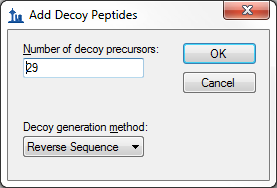 Add Decoy Peptides
Number of decoy precursors:
29
OK
Cancel
Decoy generation method:
Reverse Sequence